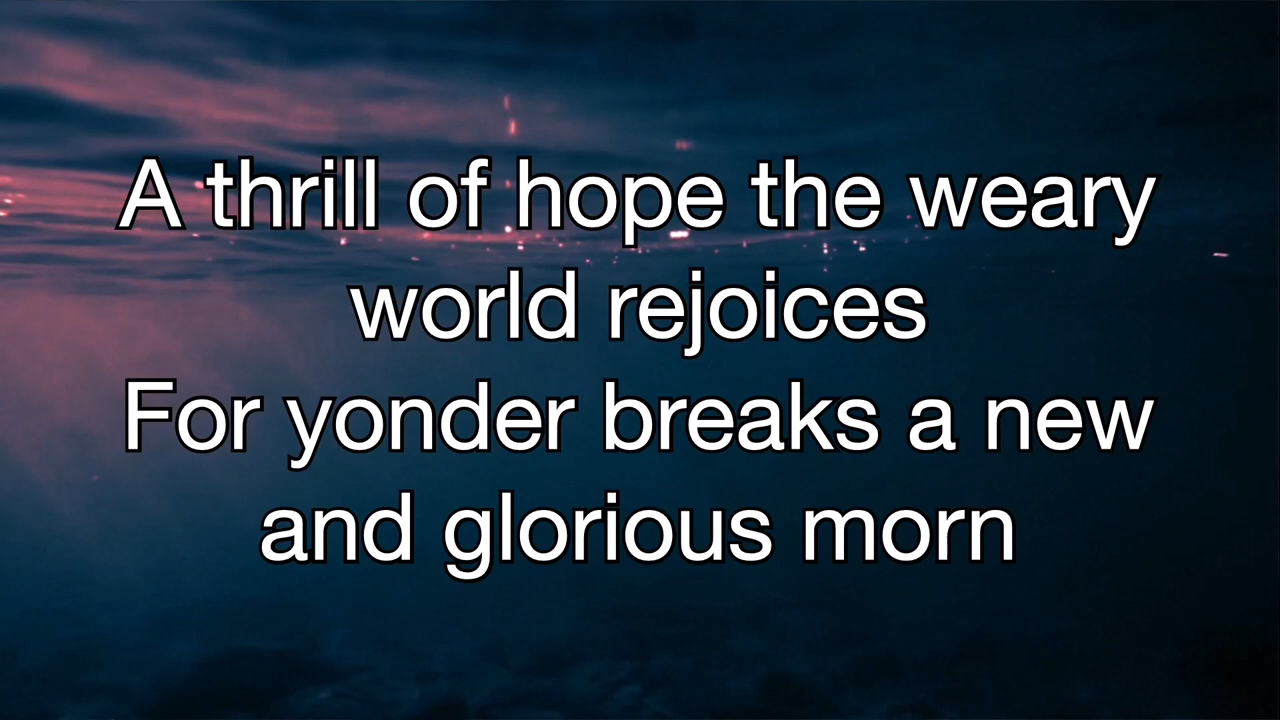 A thrill of hope the weary
world rejoices
For yonder breaks a new
and glorious morn